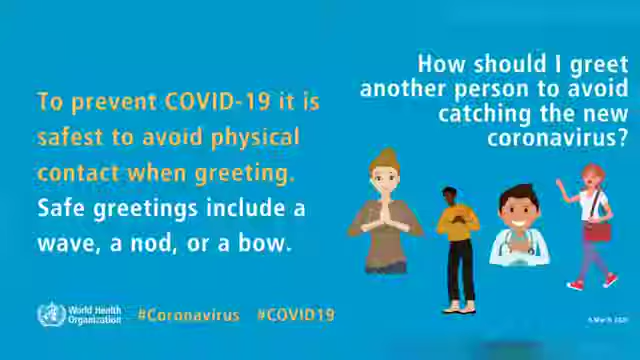 How should I greet
another person to avoid
catching the new
coronavirus?
To prevent COVID-19 it is
safest to avoid physical
contact when greeting.
Safe greetings include a
wave, a nod, or a bow.
World Health
Organization
#Coronavirus #COVID19
March